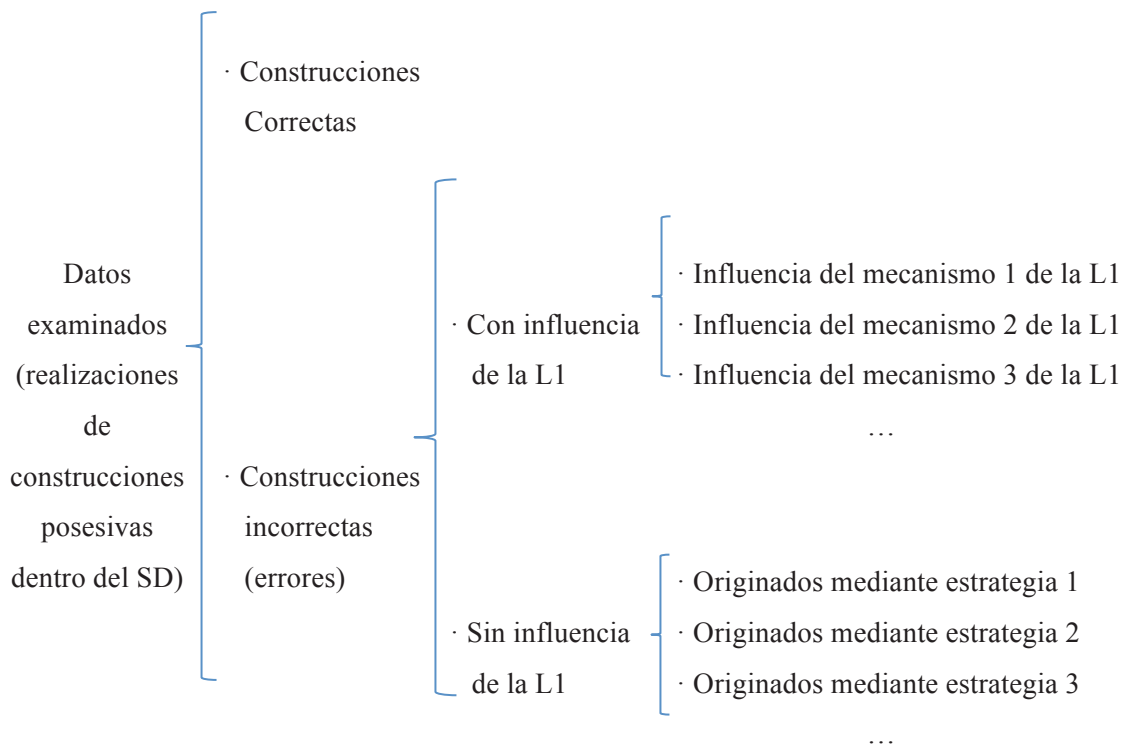 Datos
examinados
(realizaciones
de
construcciones
posesivas
dentro del SD)
· Construcciones
Correctas
· Construcciones
incorrectas
(errores)
· Con influencia
de la L1
· Influencia del mecanismo 1 de la L1
· Influencia del mecanismo 2 de la L1
· Influencia del mecanismo 3 de la L1
…
· Sin influencia
de la L1
· Originados mediante estrategia 1
· Originados mediante estrategia 2
· Originados mediante estrategia 3
…